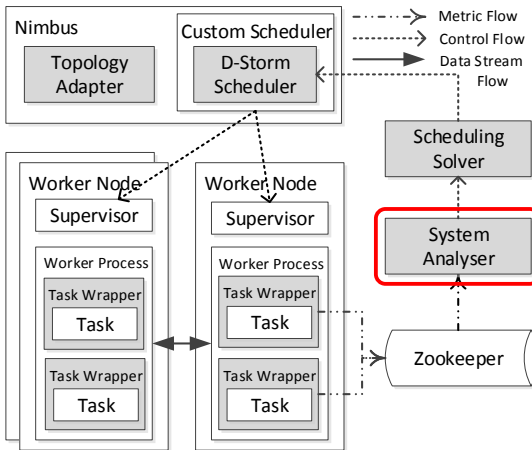 Nimbus
Custom Scheduler
Topology
Adapter
D-Storm
Scheduler
Metric Flow
Control Flow
Data Stream
Flow
Scheduling
Solver
System
Analyser
Zookeeper
Worker Node
Supervisor
Worker Process
Task Wrapper
Task
Task Wrapper
Task
Worker Node
Supervisor
Worker Process
Task Wrapper
Task
Task Wrapper
Task